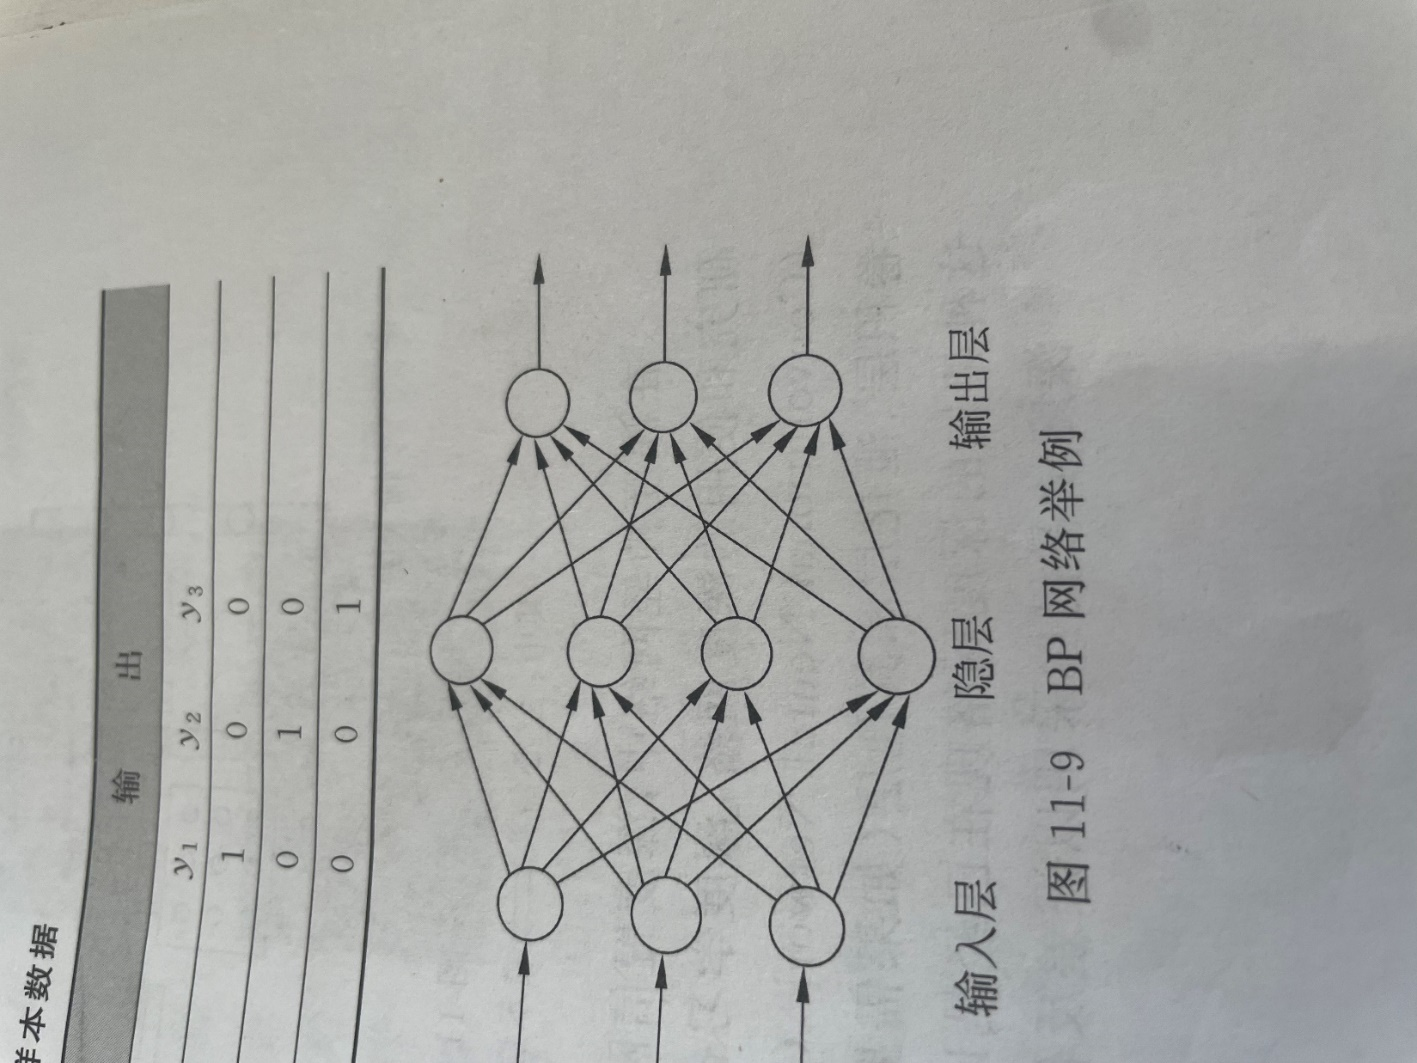 样本数据
输 出
y₁ y₂ y₃
1 0 0
0 1 0
0 0 1
输入层 隐层 输出层
图 11-9 BP 网络举例